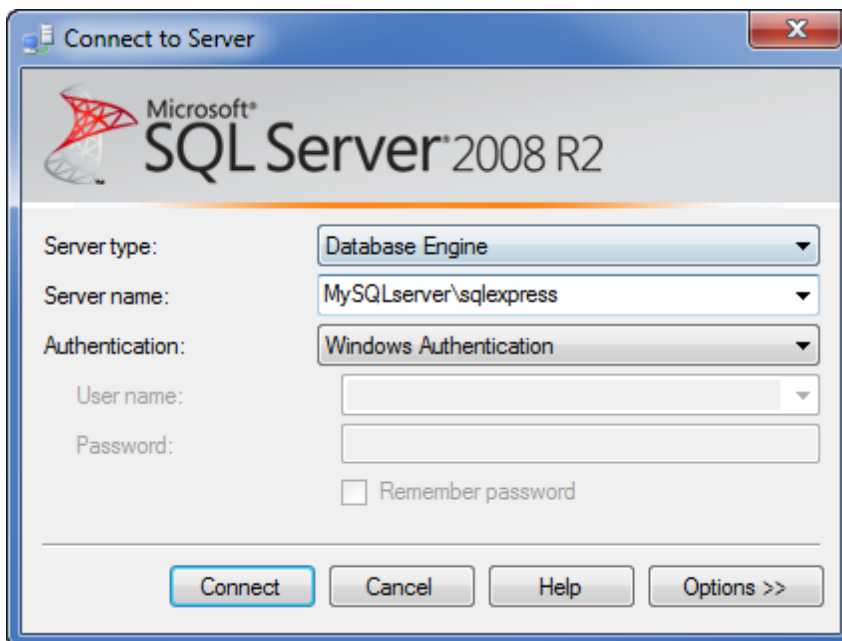 Connect to Server
Microsoft®
SQL Server® 2008 R2
Server type: Database Engine
Server name: MySQLserver\sqlexpress
Authentication: Windows Authentication
User name:
Password:
Remember password
Connect Cancel Help Options >>